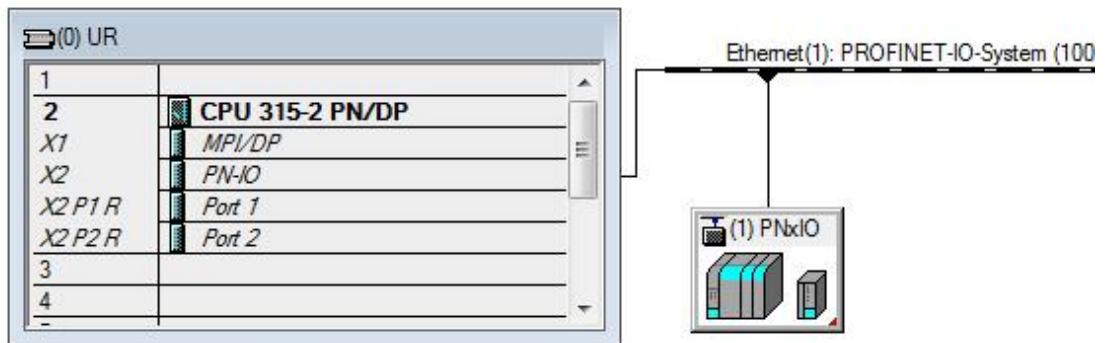 (0) UR
1
2 CPU 315-2 PN/DP
X1 MPI/DP
X2 PN-IO
X2 P1 R Port 1
X2 P2 R Port 2
3
4
Ethernet(1): PROFINET-IO-System (100
(1) PNxIO